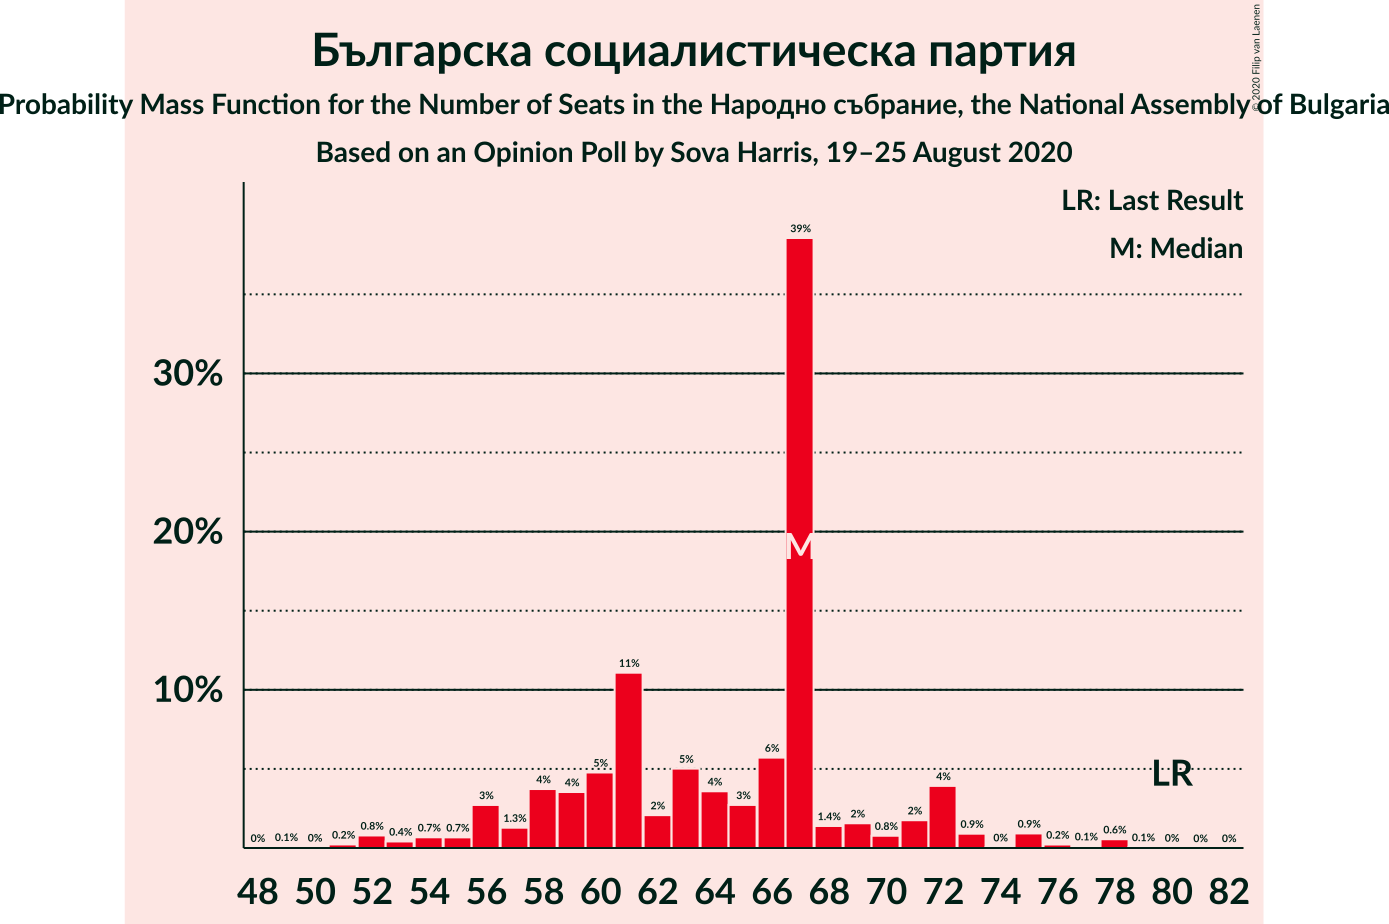 Българска социалистическа партия
Probability Mass Function for the Number of Seats in the Народно събрание, the National Assembly of Bulgaria
Based on an Opinion Poll by Sova Harris, 19–25 August 2020
© 2020 Filip van Laenen
LR: Last Result
M: Median
39%
30%
20%
M
11%
10%
LR
0% 0.1% 0% 0.2% 0.8% 0.4% 0.7% 0.7% 3% 1.3% 4% 4% 5% 2% 5% 4% 3% 6% 1.4% 2% 0.8% 2% 4% 0.9% 0% 0.9% 0.2% 0.1% 0.6% 0.1% 0% 0% 0%
48 50 52 54 56 58 60 62 64 66 68 70 72 74 76 78 80 82